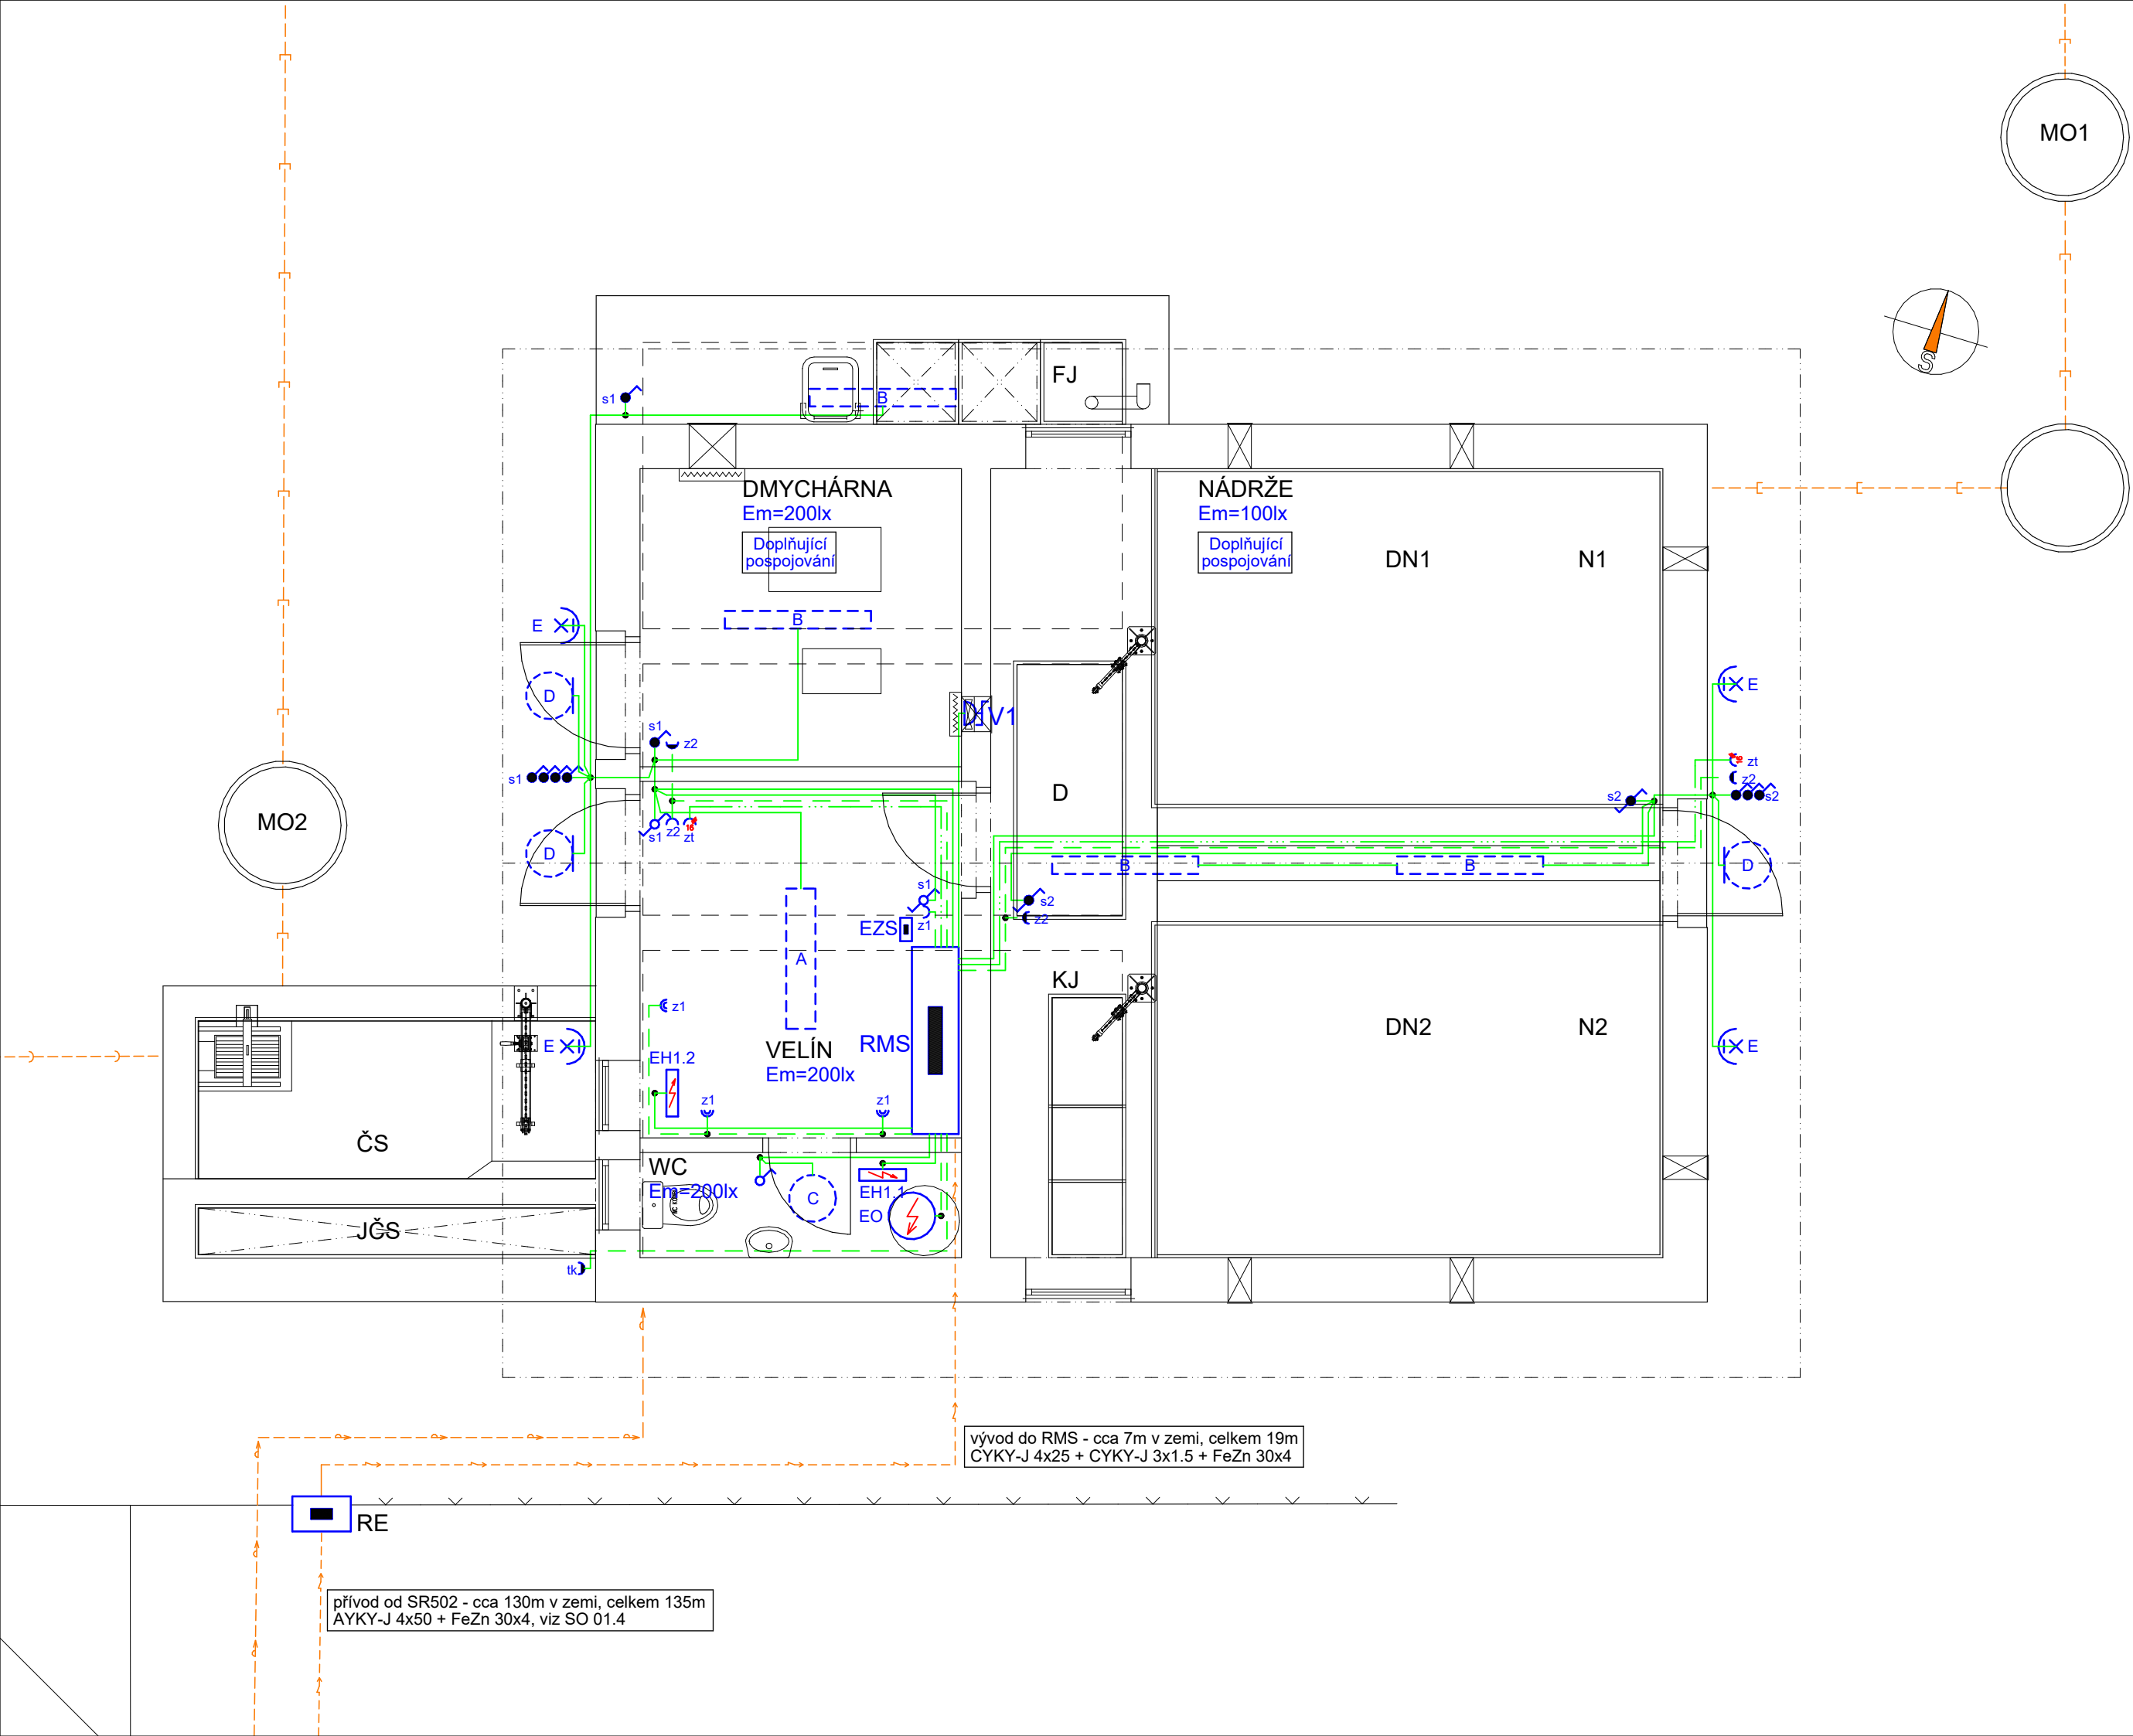 MO1
S
FJ
s1
B
DMYCHÁRNA
Em=200lx
Doplňující
pospojování
NÁDRŽE
Em=100lx
Doplňující
pospojování
DN1
N1
E
B
D
E
V1
s1
z2
zt
z2
s1
s2
D
s2
MO2
s1
z2
zt
D
B
B
D
s1
z1
s2
z2
EZS
A
KJ
z1
DN2
N2
E
VELÍN
Em=200lx
RMS
E
EH1.2
z1
z1
ČS
WC
Em=200lx
C
EH1.1
EO
JČS
tk
vývod do RMS - cca 7m v zemi, celkem 19m
CYKY-J 4x25 + CYKY-J 3x1.5 + FeZn 30x4
RE
přívod od SR502 - cca 130m v zemi, celkem 135m
AYKY-J 4x50 + FeZn 30x4, viz SO 01.4